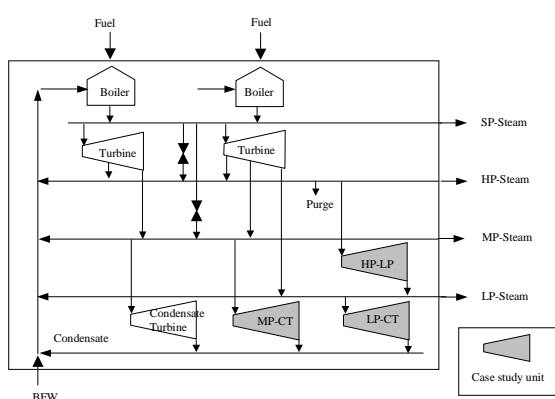 Fuel
Fuel
Boiler
Boiler
SP-Steam
Turbine
Turbine
HP-Steam
Purge
MP-Steam
HP-LP
LP-Steam
Condensate
Turbine
MP-CT
LP-CT
Condensate
Case study unit
BFW